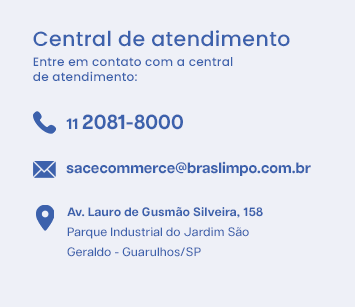 Central de atendimento
Entre em contato com a central
de atendimento:
11 2081-8000
sacecommerce@braslimpo.com.br
Av. Lauro de Gusmão Silveira, 158
Parque Industrial do Jardim São
Geraldo - Guarulhos/SP